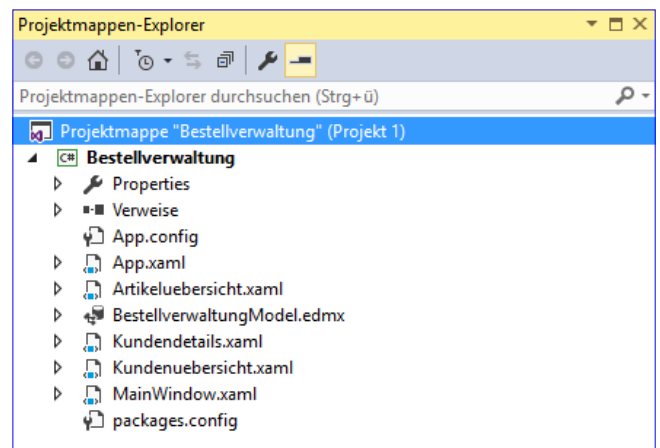 Projektmappen-Explorer
Projektmappen-Explorer durchsuchen (Strg+ü)
Projektmappe "Bestellverwaltung" (Projekt 1)
C# Bestellverwaltung
Properties
Verweise
App.config
App.xaml
Artikeluebersicht.xaml
BestellverwaltungModel.edmx
Kundendetails.xaml
Kundenuebersicht.xaml
MainWindow.xaml
packages.config